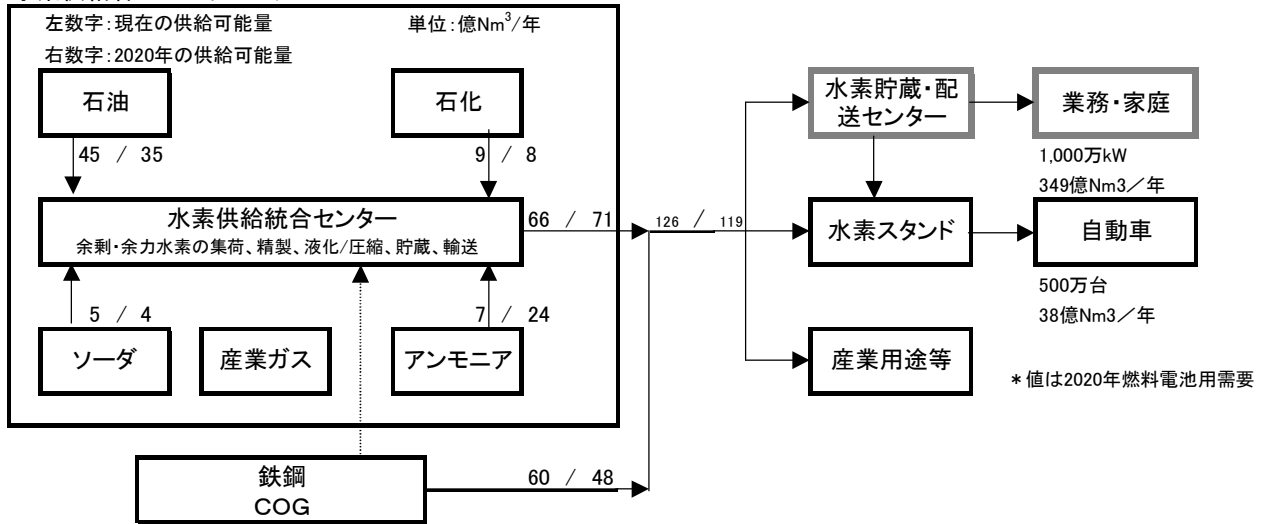 左数字：現在の供給可能量
単位：億Nm³/年
右数字：2020年の供給可能量
石油
石化
水素貯蔵・配
送センター
業務・家庭
45 / 35
9 / 8
1,000万kW
349億Nm3／年
水素供給統合センター
余剰・余力水素の集荷、精製、液化/圧縮、貯蔵、輸送
66 / 71
126 / 119
水素スタンド
自動車
500万台
38億Nm3／年
5 / 4
7 / 24
ソーダ
産業ガス
アンモニア
産業用途等
＊値は2020年燃料電池用需要
鉄鋼
COG
60 / 48